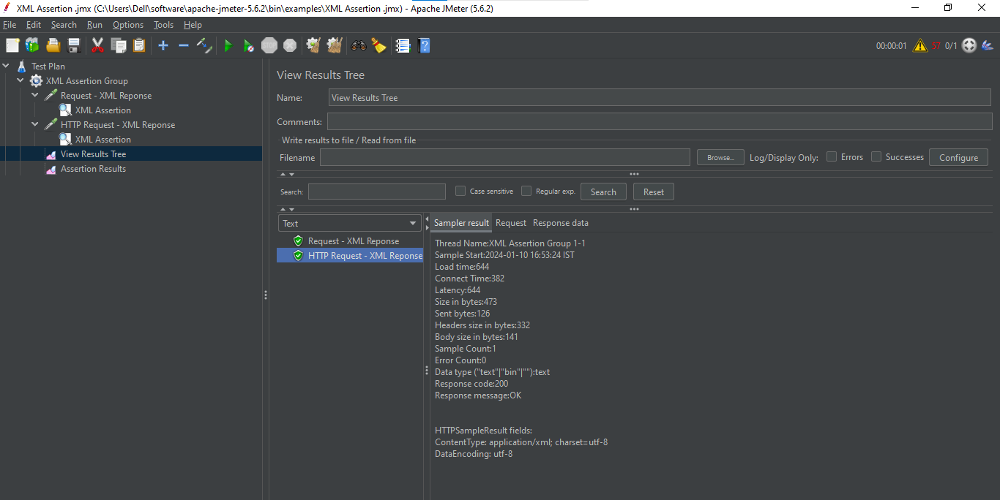 XML Assertion .jmx (C:\Users\Dell\software\apache-jmeter-5.6.2\bin\examples\XML Assertion .jmx) - Apache JMeter (5.6.2)
File Edit Search Run Options Tools Help
STOP 00:00:01 57 0/1
Test Plan
XML Assertion Group
Request - XML Reponse
XML Assertion
HTTP Request - XML Reponse
XML Assertion
View Results Tree
Assertion Results
View Results Tree
Name: View Results Tree
Comments:
Write results to file / Read from file
Filename Browse... Log/Display Only: Errors Successes Configure
Search: Case sensitive Regular exp. Search Reset
Text
Request - XML Reponse
HTTP Request - XML Reponse
Sampler result Request Response data
Thread Name:XML Assertion Group 1-1
Sample Start:2024-01-10 16:53:24 IST
Load time:644
Connect Time:382
Latency:644
Size in bytes:473
Sent bytes:126
Headers size in bytes:332
Body size in bytes:141
Sample Count:1
Error Count:0
Data type ("text"|"bin"|""):text
Response code:200
Response message:OK
HTTPSampleResult fields:
ContentType: application/xml; charset=utf-8
DataEncoding: utf-8